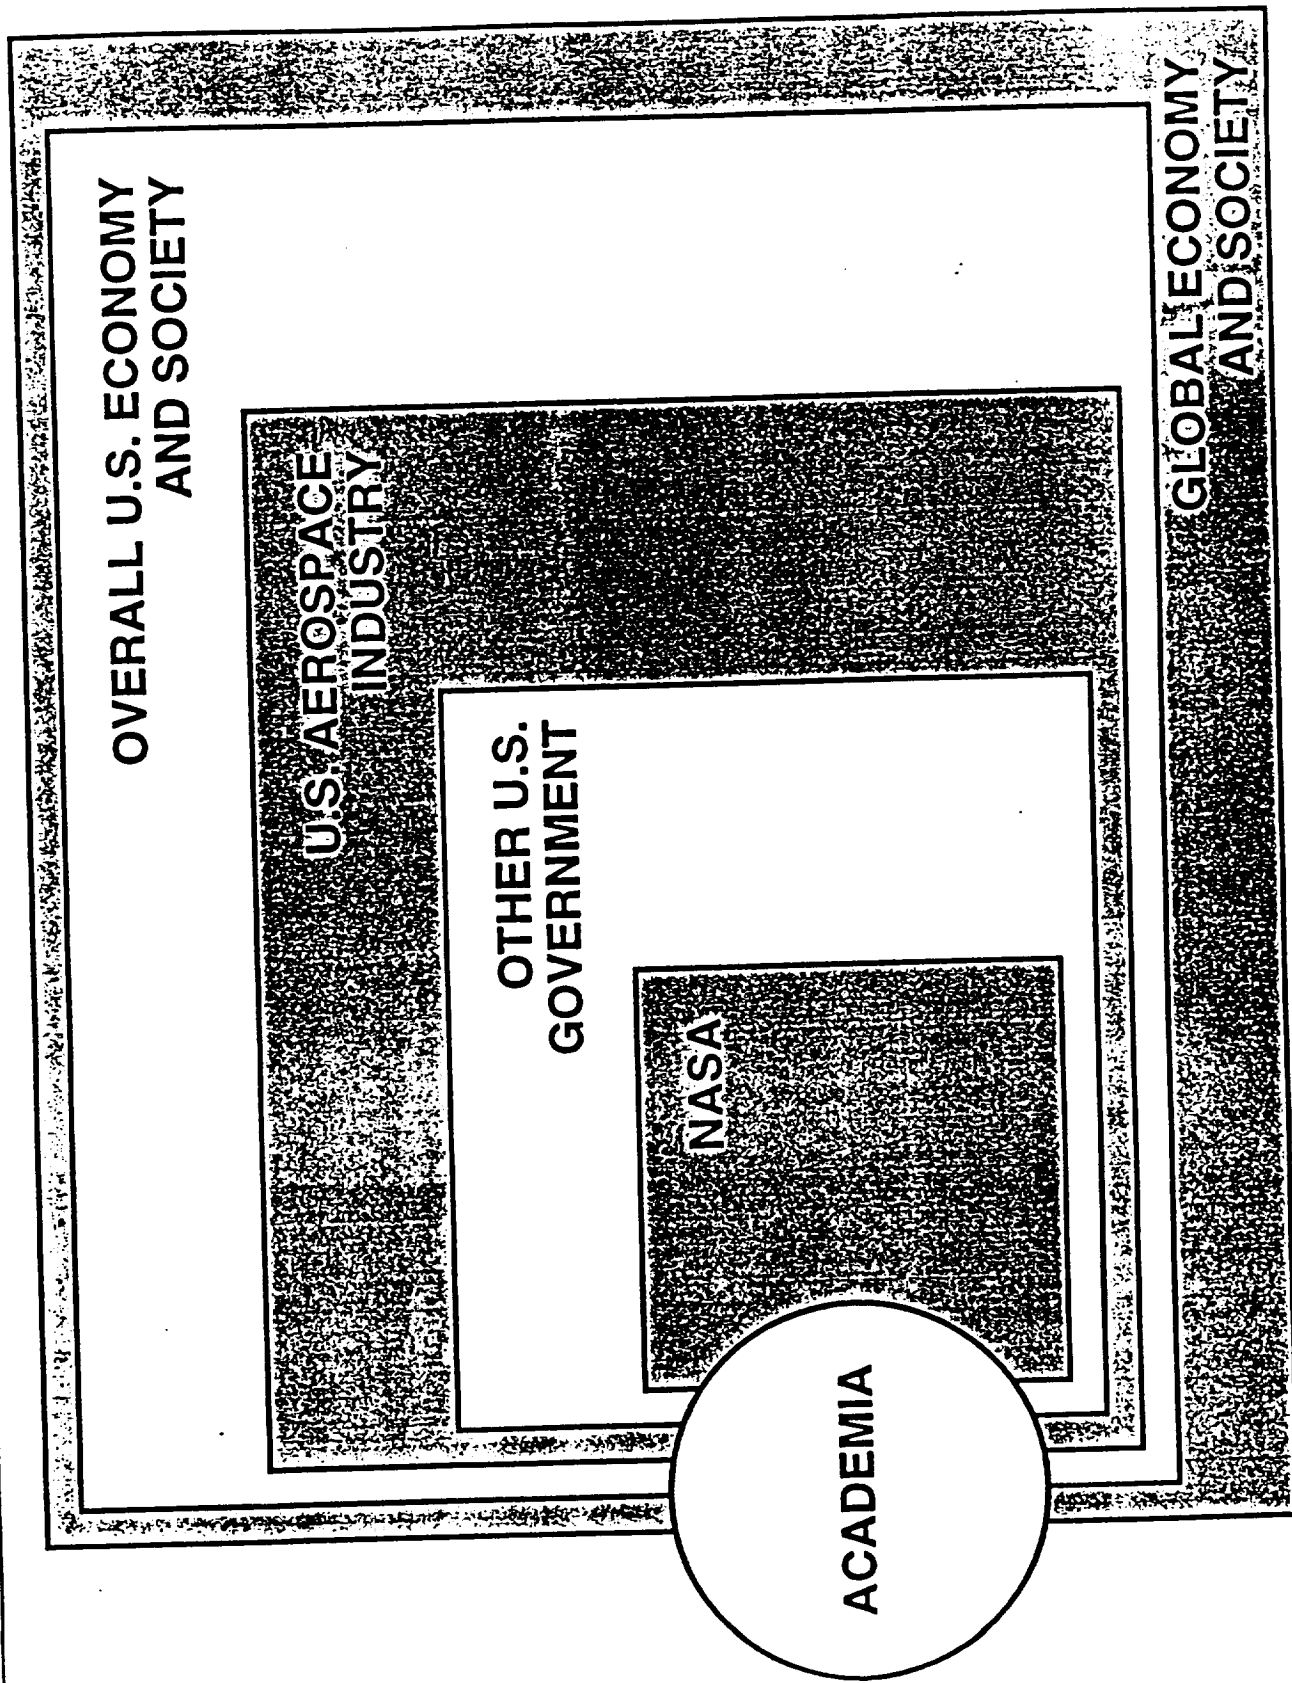 OVERALL U.S. ECONOMY
AND SOCIETY
U.S. AEROSPACE
INDUSTRY
OTHER U.S.
GOVERNMENT
NASA
ACADEMIA
GLOBAL ECONOMY
AND SOCIETY